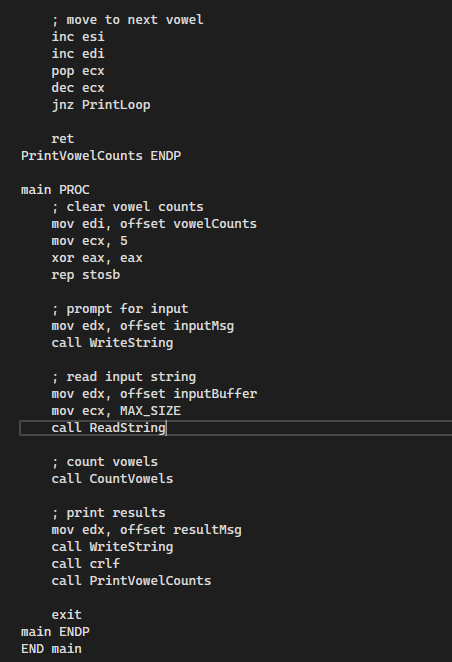 ; move to next vowel
inc esi
inc edi
pop ecx
dec ecx
jnz PrintLoop
ret
PrintVowelCounts ENDP
main PROC
; clear vowel counts
mov edi, offset vowelCounts
mov ecx, 5
xor eax, eax
rep stosb
; prompt for input
mov edx, offset inputMsg
call WriteString
; read input string
mov edx, offset inputBuffer
mov ecx, MAX_SIZE
call ReadString
; count vowels
call CountVowels
; print results
mov edx, offset resultMsg
call WriteString
call crlf
call PrintVowelCounts
exit
main ENDP
END main